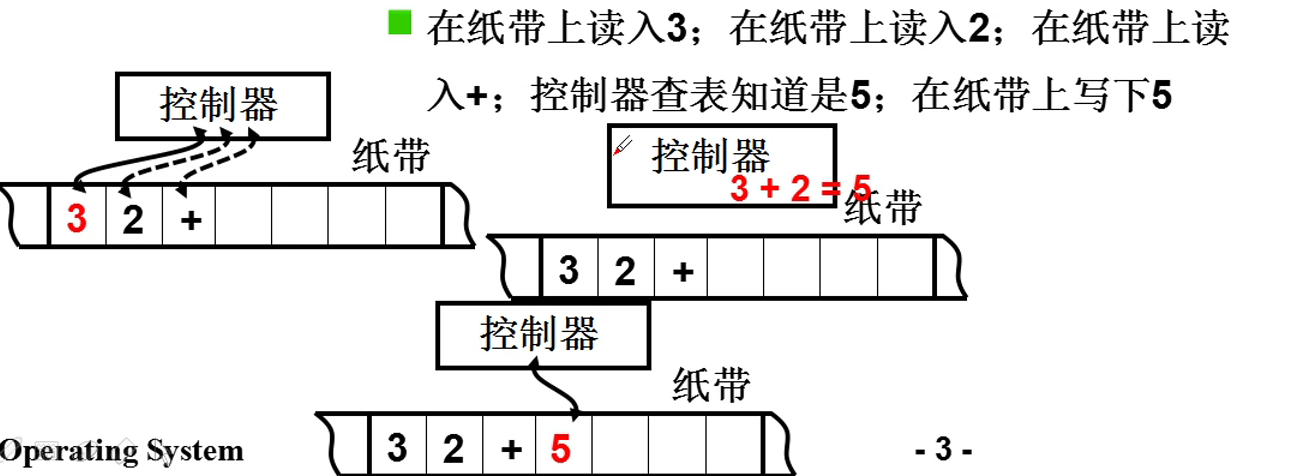 在纸带上读入3；在纸带上读入2；在纸带上读
入+；控制器查表知道是5；在纸带上写下5
控制器
纸带
3 2 +
控制器
3 + 2 = 5
纸带
3 2 +
控制器
纸带
3 2 + 5
Operating System
- 3 -